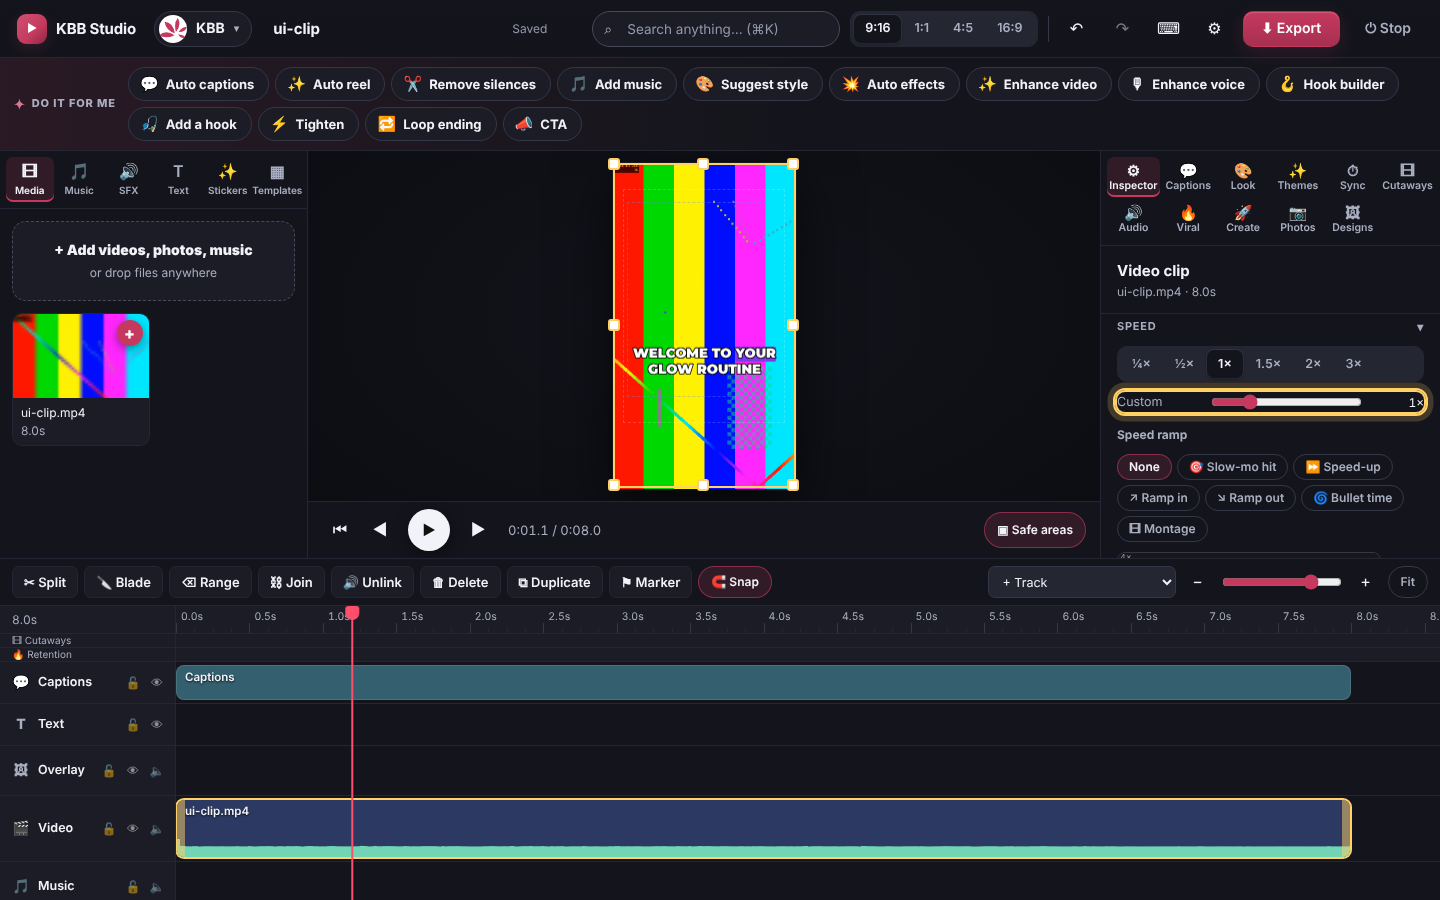 KBB Studio
KBB
ui-clip
Saved
Search anything... (⌘K)
9:16 1:1 4:5 16:9
Export
Stop
DO IT FOR ME
Auto captions
Auto reel
Remove silences
Add music
Suggest style
Auto effects
Enhance video
Enhance voice
Hook builder
Add a hook
Tighten
Loop ending
CTA
Media
Music
SFX
Text
Stickers
Templates
+ Add videos, photos, music
or drop files anywhere
ui-clip.mp4
8.0s
WELCOME TO YOUR
GLOW ROUTINE
0:01.1 / 0:08.0
Safe areas
Inspector
Captions
Look
Themes
Sync
Cutaways
Audio
Viral
Create
Photos
Designs
Video clip
ui-clip.mp4 · 8.0s
SPEED
¼× ½× 1× 1.5× 2× 3×
Custom 1×
Speed ramp
None
Slow-mo hit
Speed-up
Ramp in
Ramp out
Bullet time
Montage
Split
Blade
Range
Join
Unlink
Delete
Duplicate
Marker
Snap
+ Track
Fit
8.0s
0.0s 0.5s 1.0s 1.5s 2.0s 2.5s 3.0s 3.5s 4.0s 4.5s 5.0s 5.5s 6.0s 6.5s 7.0s 7.5s 8.0s
Cutaways
Retention
Captions
Captions
Text
Overlay
Video
ui-clip.mp4
Music